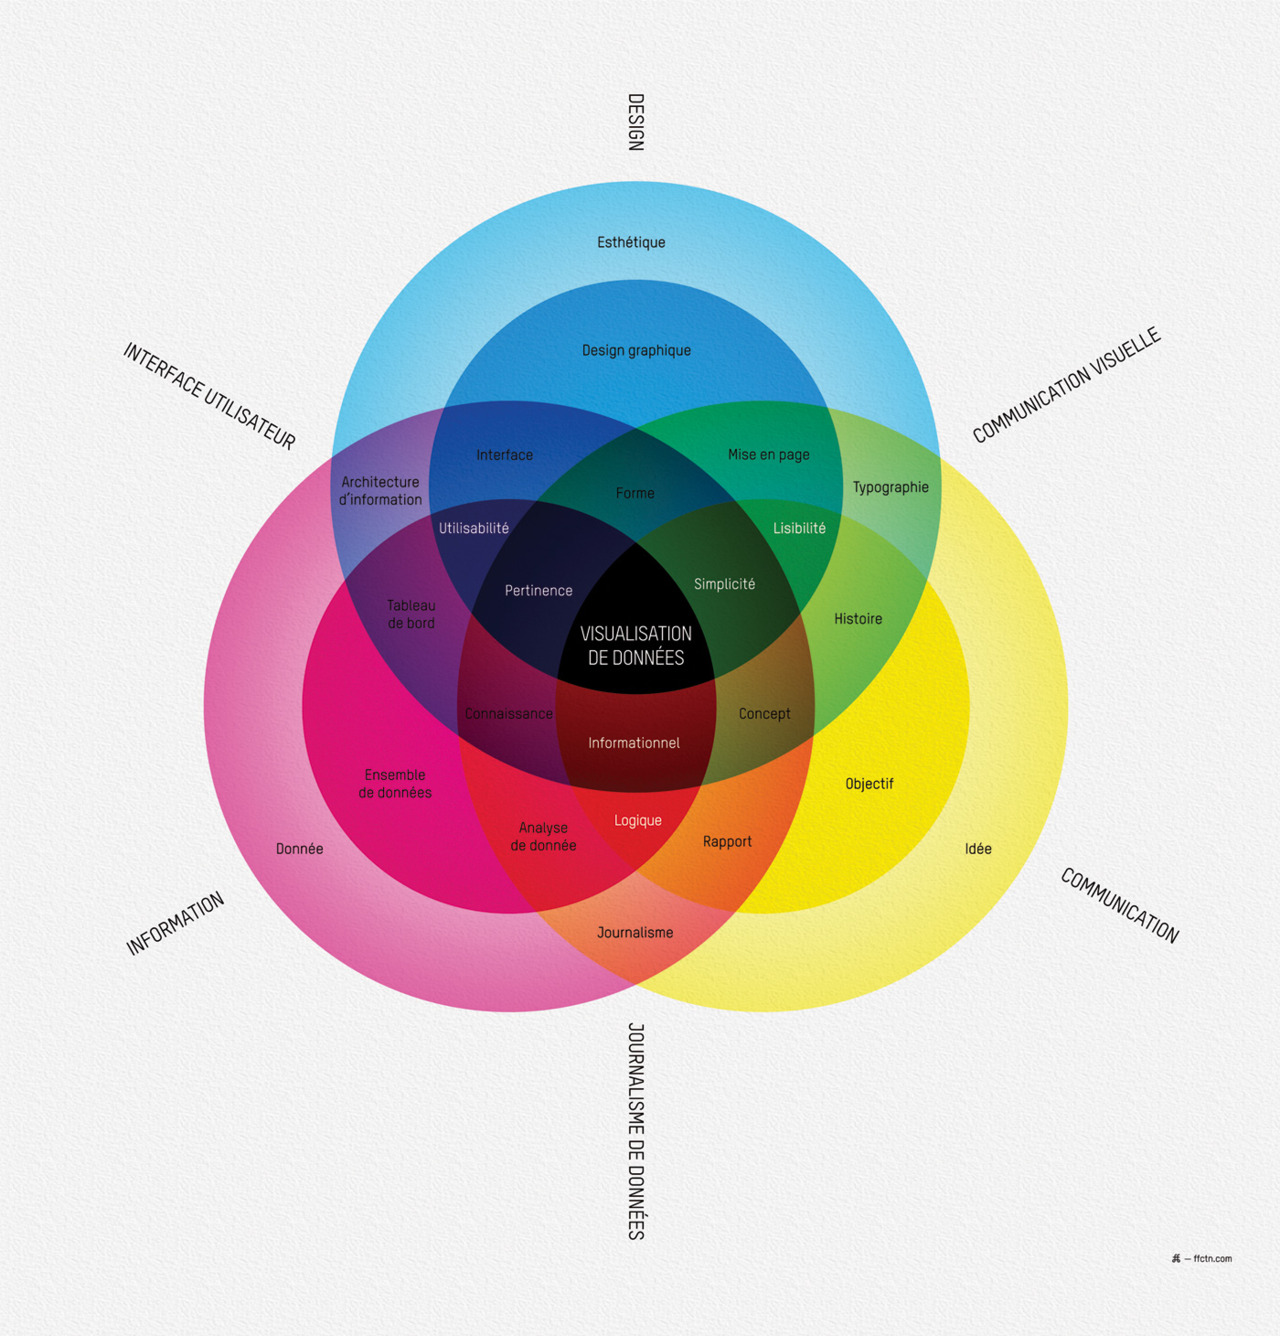 DESIGN
Esthétique
INTERFACE UTILISATEUR
COMMUNICATION VISUELLE
Design graphique
Interface
Mise en page
Architecture
d'information
Forme
Typographie
Utilisabilité
Lisibilité
Pertinence
Simplicité
Tableau
de bord
Histoire
VISUALISATION
DE DONNÉES
Connaissance
Concept
Informationnel
Ensemble
de données
Objectif
Analyse
de donnée
Logique
Rapport
Donnée
Idée
INFORMATION
COMMUNICATION
Journalisme
JOURNALISME DE DONNÉES
— ffctn.com